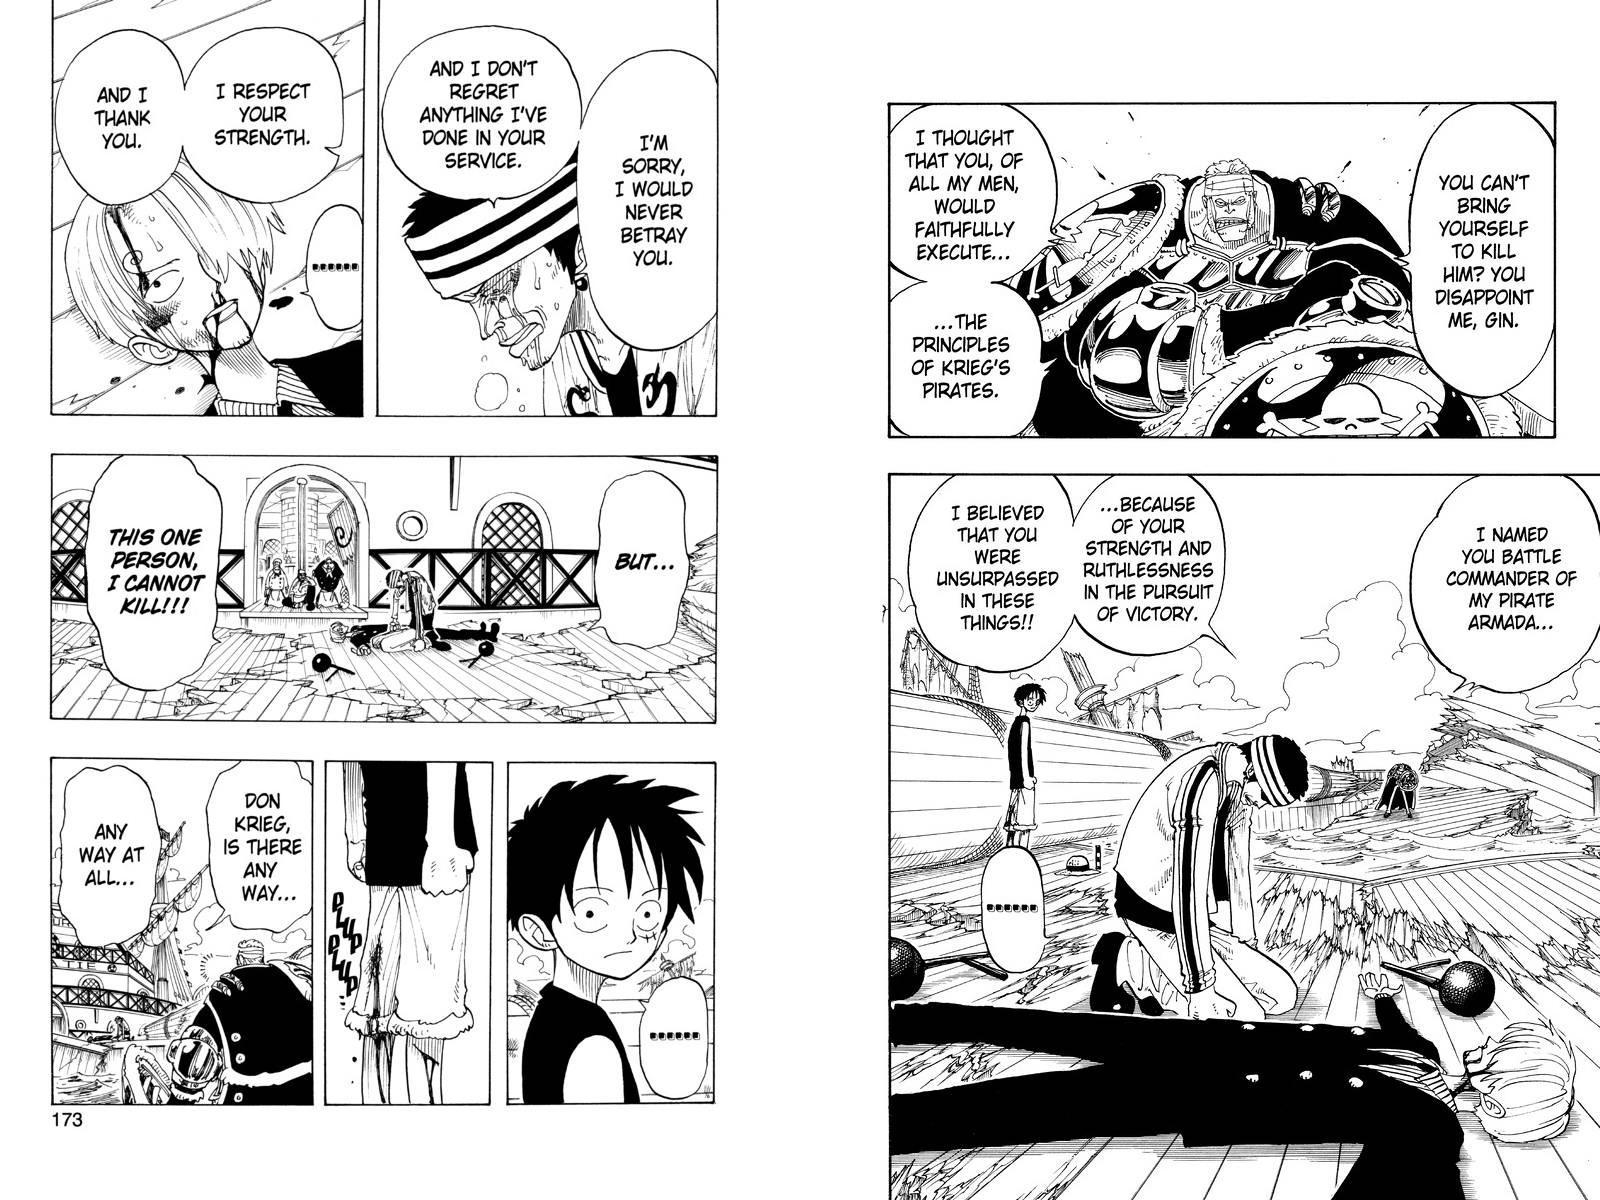 YOU CAN'T
BRING
YOURSELF
TO KILL
HIM? YOU
DISAPPOINT
ME, GIN.
I THOUGHT
THAT YOU, OF
ALL MY MEN,
WOULD
FAITHFULLY
EXECUTE...
...THE
PRINCIPLES
OF KRIEG'S
PIRATES.
I NAMED
YOU BATTLE
COMMANDER OF
MY PIRATE
ARMADA...
...BECAUSE
OF YOUR
STRENGTH AND
RUTHLESSNESS
IN THE PURSUIT
OF VICTORY.
I BELIEVED
THAT YOU
WERE
UNSURPASSED
IN THESE
THINGS!!
......
I'M
SORRY,
I WOULD
NEVER
BETRAY
YOU.
AND I DON'T
REGRET
ANYTHING I'VE
DONE IN YOUR
SERVICE.
I RESPECT
YOUR
STRENGTH.
AND I
THANK
YOU.
......
BUT...
THIS ONE
PERSON,
I CANNOT
KILL!!!
......
PLUP
PLUP
DON
KRIEG,
IS THERE
ANY
WAY...
ANY
WAY AT
ALL...
173